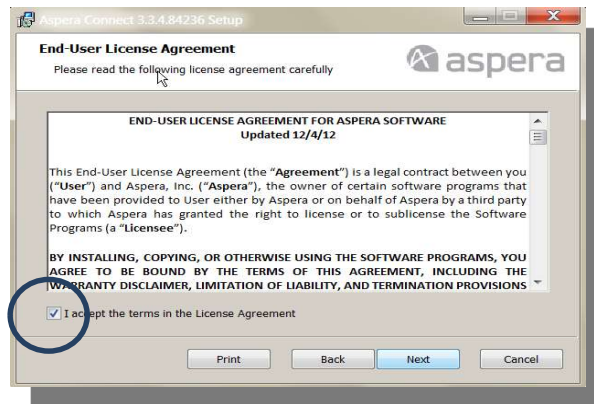 Aspera Connect 3.3.4.84236 Setup
End-User License Agreement
Please read the following license agreement carefully
aspera
END-USER LICENSE AGREEMENT FOR ASPERA SOFTWARE
Updated 12/4/12
This End-User License Agreement (the “Agreement”) is a legal contract between you
(“User”) and Aspera, Inc. (“Aspera”), the owner of certain software programs that
have been provided to User either by Aspera or on behalf of Aspera by a third party
to which Aspera has granted the right to license or to sublicense the Software
Programs (a “Licensee”).
BY INSTALLING, COPYING, OR OTHERWISE USING THE SOFTWARE PROGRAMS, YOU
AGREE TO BE BOUND BY THE TERMS OF THIS AGREEMENT, INCLUDING THE
WARRANTY DISCLAIMER, LIMITATION OF LIABILITY, AND TERMINATION PROVISIONS
I accept the terms in the License Agreement
Print Back Next Cancel